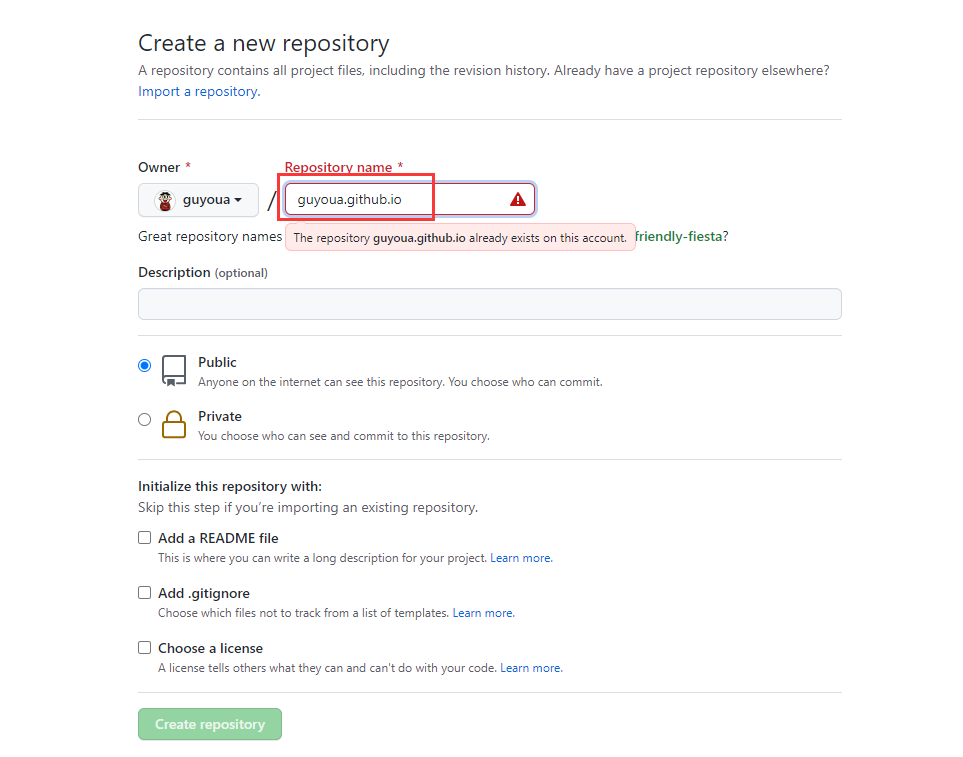 Create a new repository
A repository contains all project files, including the revision history. Already have a project repository elsewhere?
Import a repository.
Owner *
Repository name *
guyoua
/
guyoua.github.io
Great repository names
The repository guyoua.github.io already exists on this account.
friendly-fiesta?
Description (optional)
Public
Anyone on the internet can see this repository. You choose who can commit.
Private
You choose who can see and commit to this repository.
Initialize this repository with:
Skip this step if you're importing an existing repository.
Add a README file
This is where you can write a long description for your project. Learn more.
Add .gitignore
Choose which files not to track from a list of templates. Learn more.
Choose a license
A license tells others what they can and can't do with your code. Learn more.
Create repository